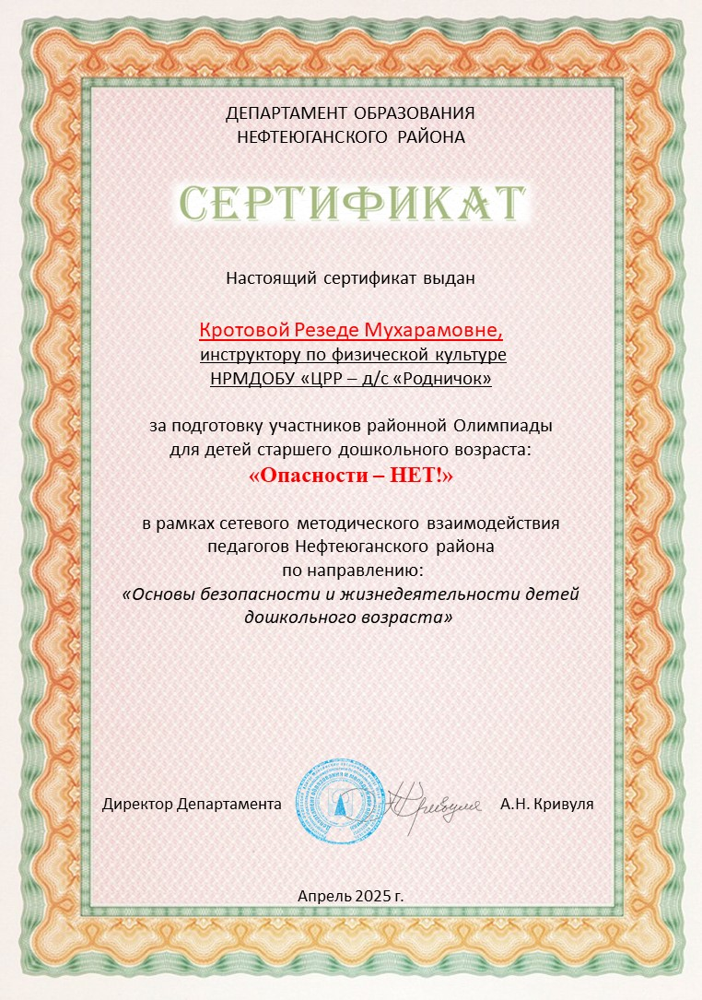 ДЕПАРТАМЕНТ ОБРАЗОВАНИЯ
НЕФТЕЮГАНСКОГО РАЙОНА
СЕРТИФИКАТ
Настоящий сертификат выдан
Кротовой Резеде Мухарамовне,
инструктору по физической культуре
НРМДОБУ «ЦРР – д/с «Родничок»
за подготовку участников районной Олимпиады
для детей старшего дошкольного возраста:
«Опасности – НЕТ!»
в рамках сетевого методического взаимодействия
педагогов Нефтеюганского района
по направлению:
«Основы безопасности и жизнедеятельности детей
дошкольного возраста»
Директор Департамента А.Н. Кривуля
Апрель 2025 г.